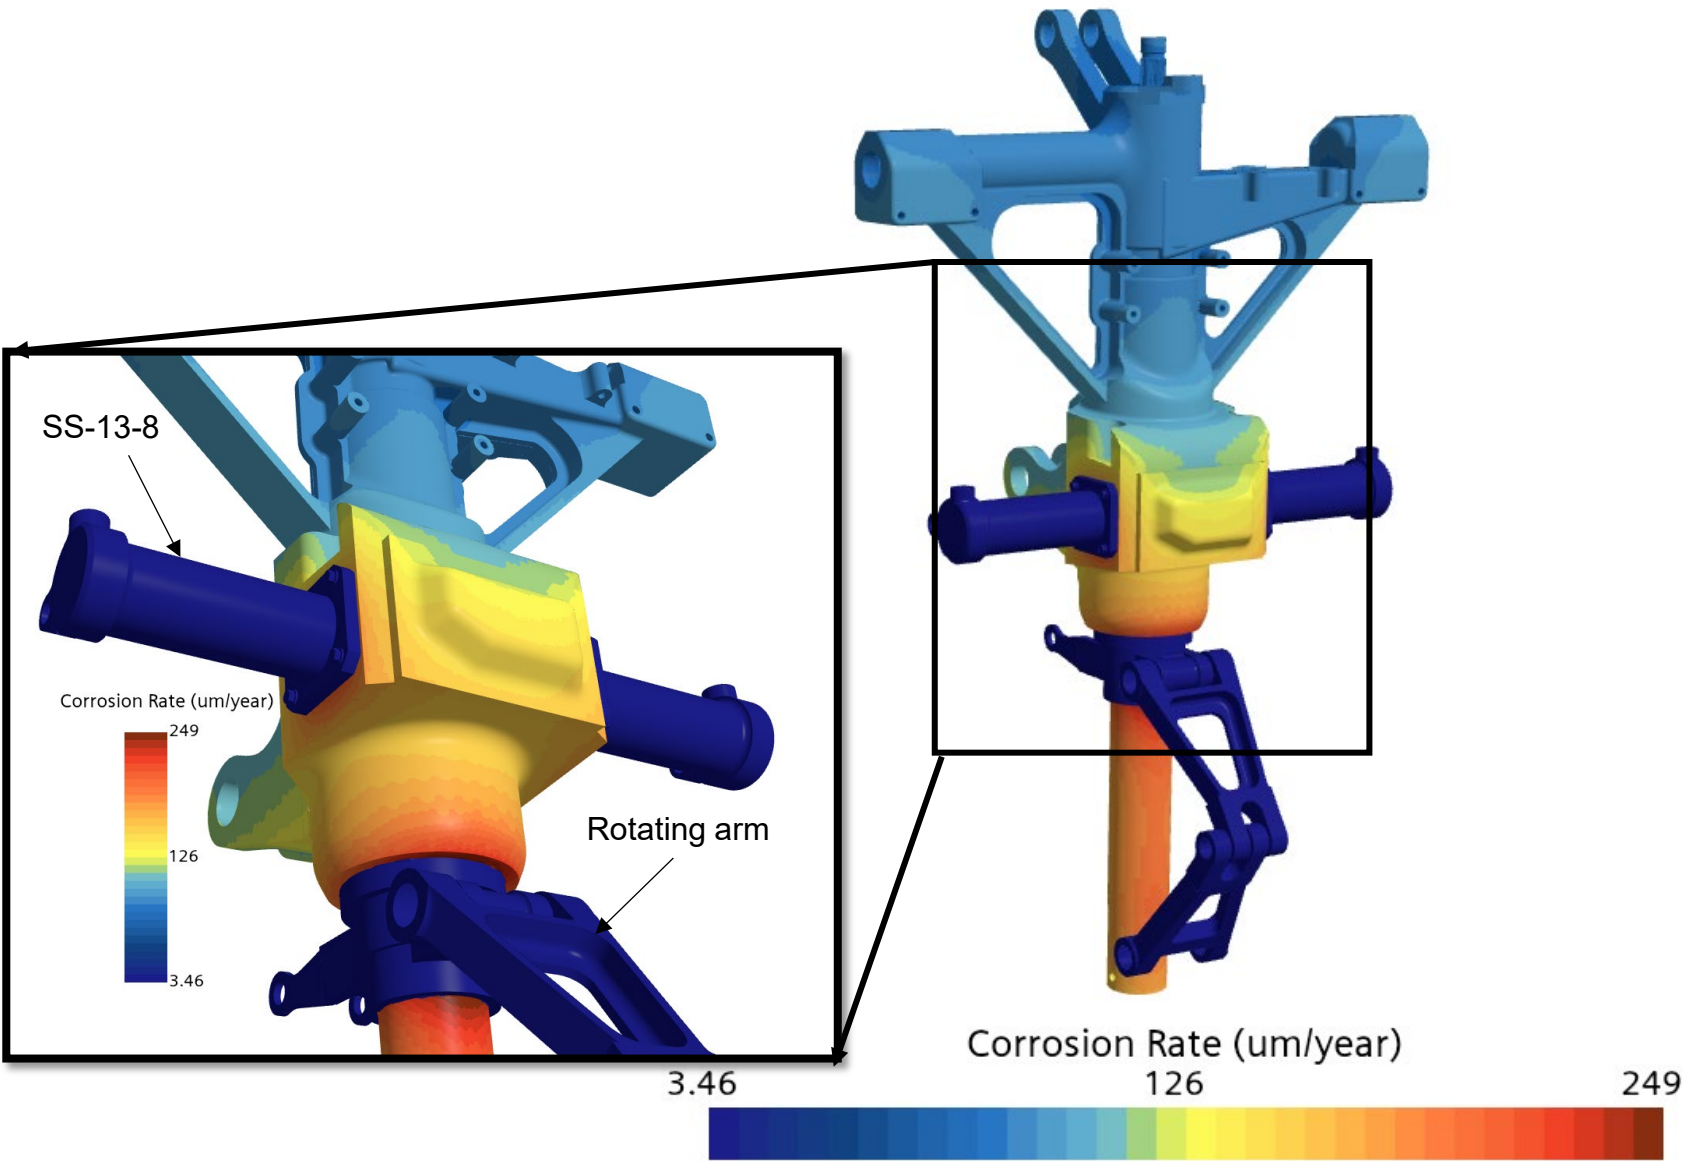 SS-13-8
Corrosion Rate (um/year)
249
126
3.46
Rotating arm
Corrosion Rate (um/year)
3.46 126 249